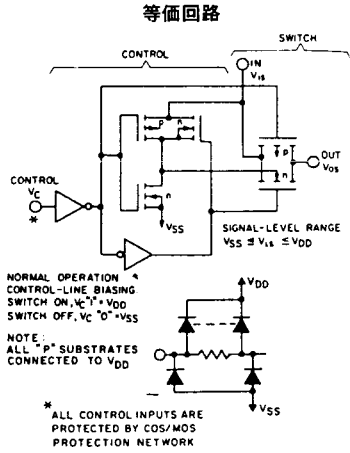 等価回路
SWITCH
CONTROL
IN
Vis
p
n
p
n
n
CONTROL
VC
*
VSS
OUT
VOS
SIGNAL-LEVEL RANGE
VSS ≦ Vis ≦ VDD
NORMAL OPERATION
CONTROL-LINE BIASING
SWITCH ON, VC "1" = VDD
SWITCH OFF, VC "0" = VSS
NOTE:
ALL "P" SUBSTRATES
CONNECTED TO VDD
VDD
VSS
*ALL CONTROL INPUTS ARE
PROTECTED BY COS/MOS
PROTECTION NETWORK